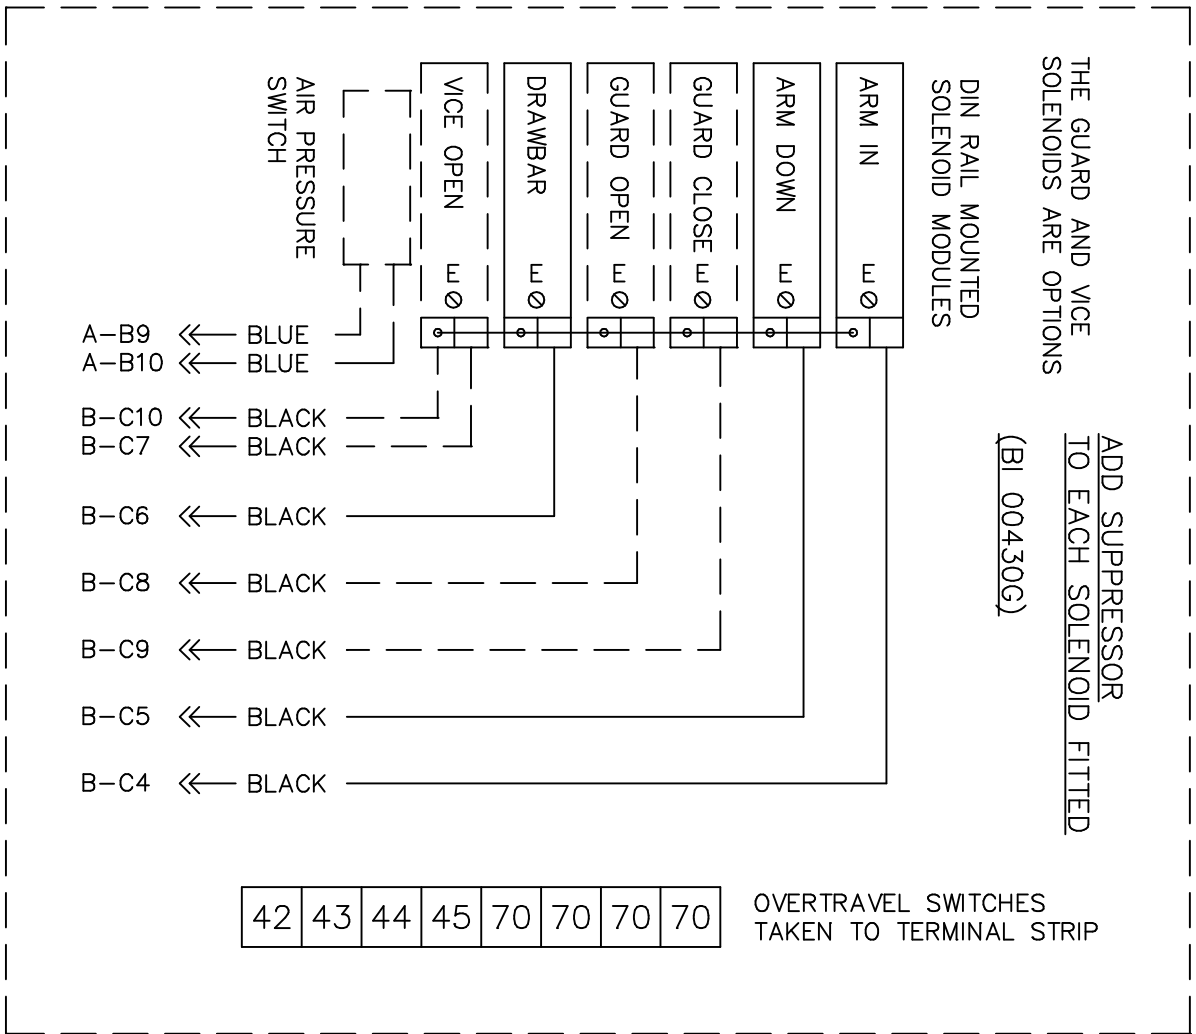 THE GUARD AND VICE
SOLENOIDS ARE OPTIONS
DIN RAIL MOUNTED
SOLENOID MODULES
ADD SUPPRESSOR
TO EACH SOLENOID FITTED
(BI 00430G)
ARM IN E
ARM DOWN E
GUARD CLOSE E
GUARD OPEN E
DRAWBAR E
VICE OPEN E
AIR PRESSURE
SWITCH
A-B9 BLUE
A-B10 BLUE
B-C10 BLACK
B-C7 BLACK
B-C6 BLACK
B-C8 BLACK
B-C9 BLACK
B-C5 BLACK
B-C4 BLACK
42 43 44 45 70 70 70 70
OVERTRAVEL SWITCHES
TAKEN TO TERMINAL STRIP